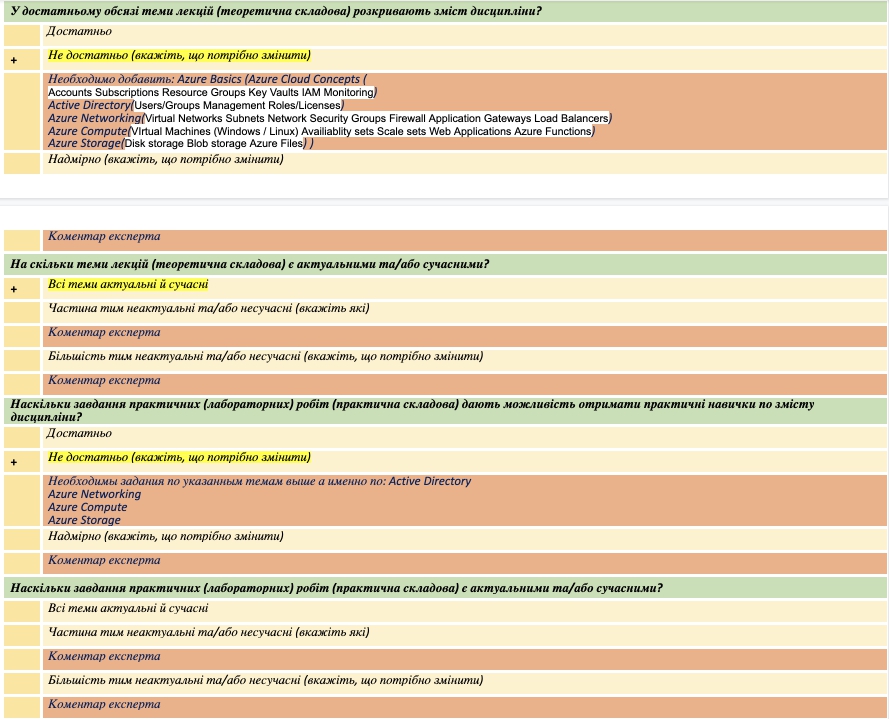 У достатньому обсязі теми лекцій (теоретична складова) розкривають зміст дисципліни?
Достатньо
+ Не достатньо (вкажіть, що потрібно змінити)
Необходимо добавить: Azure Basics (Azure Cloud Concepts (
Accounts Subscriptions Resource Groups Key Vaults IAM Monitoring)
Active Directory(Users/Groups Management Roles/Licenses)
Azure Networking(Virtual Networks Subnets Network Security Groups Firewall Application Gateways Load Balancers)
Azure Compute(VIrtual Machines (Windows / Linux) Availiablity sets Scale sets Web Applications Azure Functions)
Azure Storage(Disk storage Blob storage Azure Files) )
Надмірно (вкажіть, що потрібно змінити)
Коментар експерта
На скільки теми лекцій (теоретична складова) є актуальними та/або сучасними?
+ Всі теми актуальні й сучасні
Частина тим неактуальні та/або несучасні (вкажіть які)
Коментар експерта
Більшість тим неактуальні та/або несучасні (вкажіть, що потрібно змінити)
Коментар експерта
Наскільки завдання практичних (лабораторних) робіт (практична складова) дають можливість отримати практичні навички по змісту
дисципліни?
Достатньо
+ Не достатньо (вкажіть, що потрібно змінити)
Необходимы задания по указанным темам выше а именно по: Active Directory
Azure Networking
Azure Compute
Azure Storage
Надмірно (вкажіть, що потрібно змінити)
Коментар експерта
Наскільки завдання практичних (лабораторних) робіт (практична складова) є актуальними та/або сучасними?
Всі теми актуальні й сучасні
Частина тим неактуальні та/або несучасні (вкажіть які)
Коментар експерта
Більшість тим неактуальні та/або несучасні (вкажіть, що потрібно змінити)
Коментар експерта